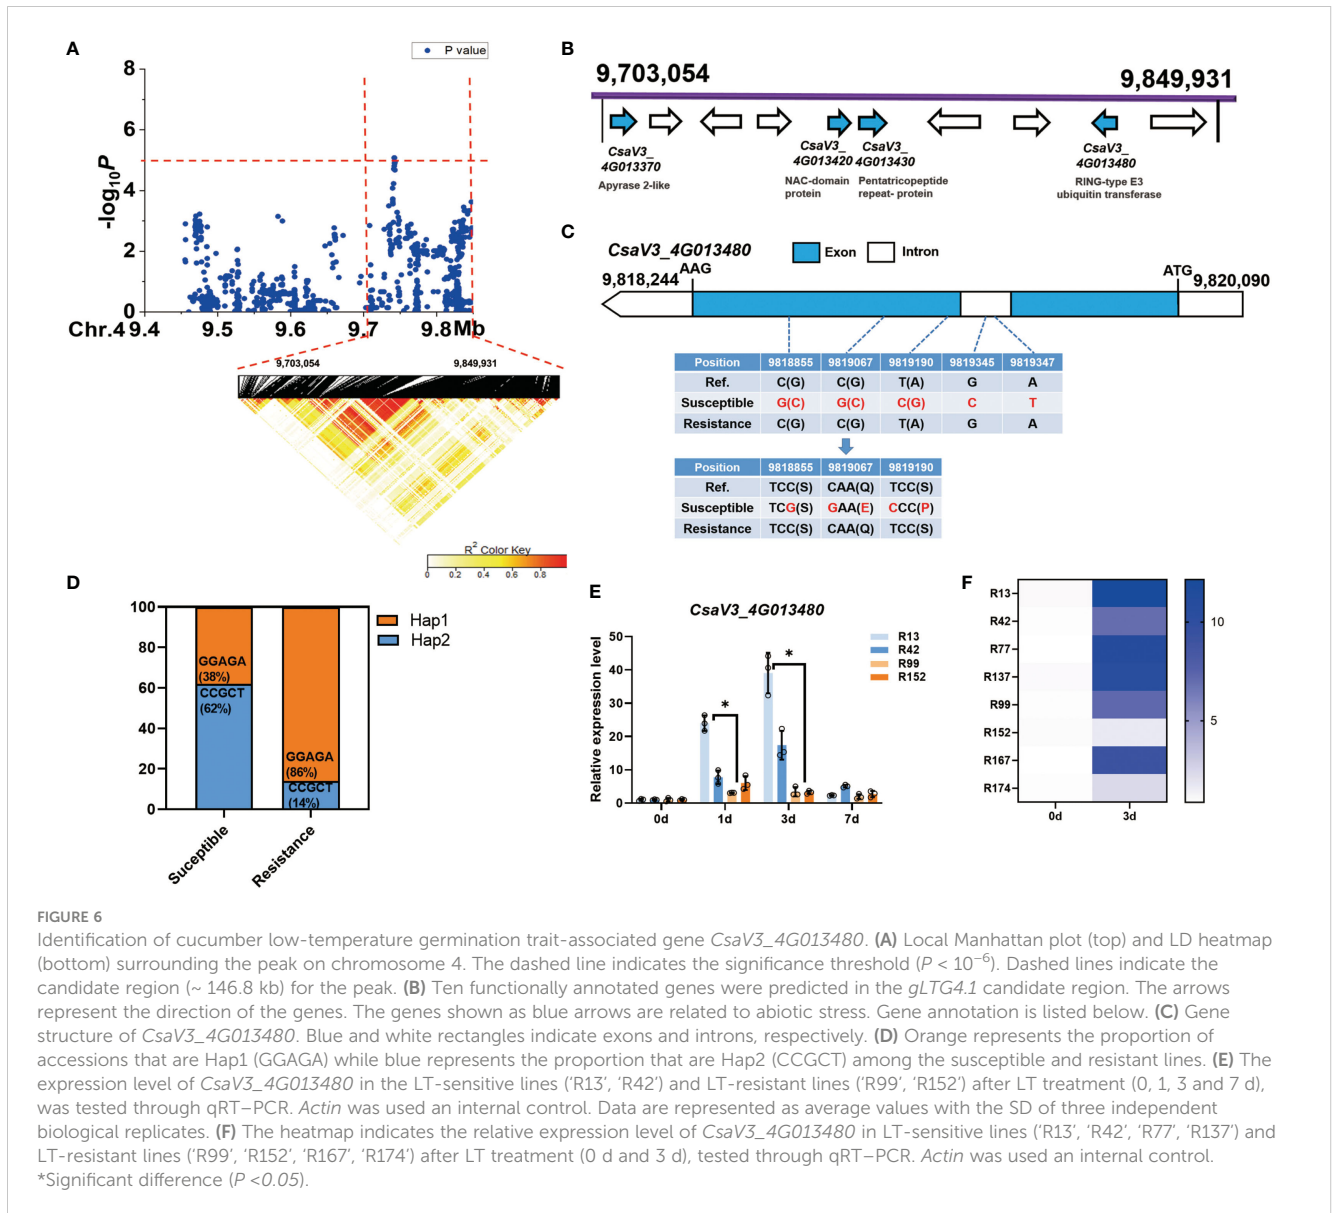 A
P value
8
6
5
4
2
0
-log10P
Chr.4 9.4 9.5 9.6 9.7 9.8 Mb
9,703,054 9,849,931
R2 Color Key
0 0.2 0.4 0.6 0.8
B
9,703,054 9,849,931
CsaV3_
4G013370
Apyrase 2-like
CsaV3_
4G013420
NAC-domain
protein
CsaV3_
4G013430
Pentatricopeptide
repeat- protein
CsaV3_
4G013480
RING-type E3
ubiquitin transferase
C
CsaV3_4G013480
Exon Intron
9,818,244 AAG ATG 9,820,090
Position 9818855 9819067 9819190 9819345 9819347
Ref. C(G) C(G) T(A) G A
Susceptible G(C) G(C) C(G) C T
Resistance C(G) C(G) T(A) G A
Position 9818855 9819067 9819190
Ref. TCC(S) CAA(Q) TCC(S)
Susceptible TCG(S) GAA(E) CCC(P)
Resistance TCC(S) CAA(Q) TCC(S)
D
100
80
60
40
20
0
GGAGA
(38%)
CCGCT
(62%)
GGAGA
(86%)
CCGCT
(14%)
Hap1
Hap2
Suceptible
Resistance
E
CsaV3_4G013480
Relative expression level
50
40
30
20
10
0
* *
0d 1d 3d 7d
R13
R42
R99
R152
F
R13
R42
R77
R137
R99
R152
R167
R174
0d 3d
10
5
FIGURE 6
Identification of cucumber low-temperature germination trait-associated gene CsaV3_4G013480. (A) Local Manhattan plot (top) and LD heatmap
(bottom) surrounding the peak on chromosome 4. The dashed line indicates the significance threshold (P < 10−6). Dashed lines indicate the
candidate region (~ 146.8 kb) for the peak. (B) Ten functionally annotated genes were predicted in the gLTG4.1 candidate region. The arrows
represent the direction of the genes. The genes shown as blue arrows are related to abiotic stress. Gene annotation is listed below. (C) Gene
structure of CsaV3_4G013480. Blue and white rectangles indicate exons and introns, respectively. (D) Orange represents the proportion of
accessions that are Hap1 (GGAGA) while blue represents the proportion that are Hap2 (CCGCT) among the susceptible and resistant lines. (E) The
expression level of CsaV3_4G013480 in the LT-sensitive lines (‘R13’, ‘R42’) and LT-resistant lines (‘R99’, ‘R152’) after LT treatment (0, 1, 3 and 7 d),
was tested through qRT−PCR. Actin was used an internal control. Data are represented as average values with the SD of three independent
biological replicates. (F) The heatmap indicates the relative expression level of CsaV3_4G013480 in LT-sensitive lines (‘R13’, ‘R42’, ‘R77’, ‘R137’) and
LT-resistant lines (‘R99’, ‘R152’, ‘R167’, ‘R174’) after LT treatment (0 d and 3 d), tested through qRT−PCR. Actin was used an internal control.
*Significant difference (P <0.05).